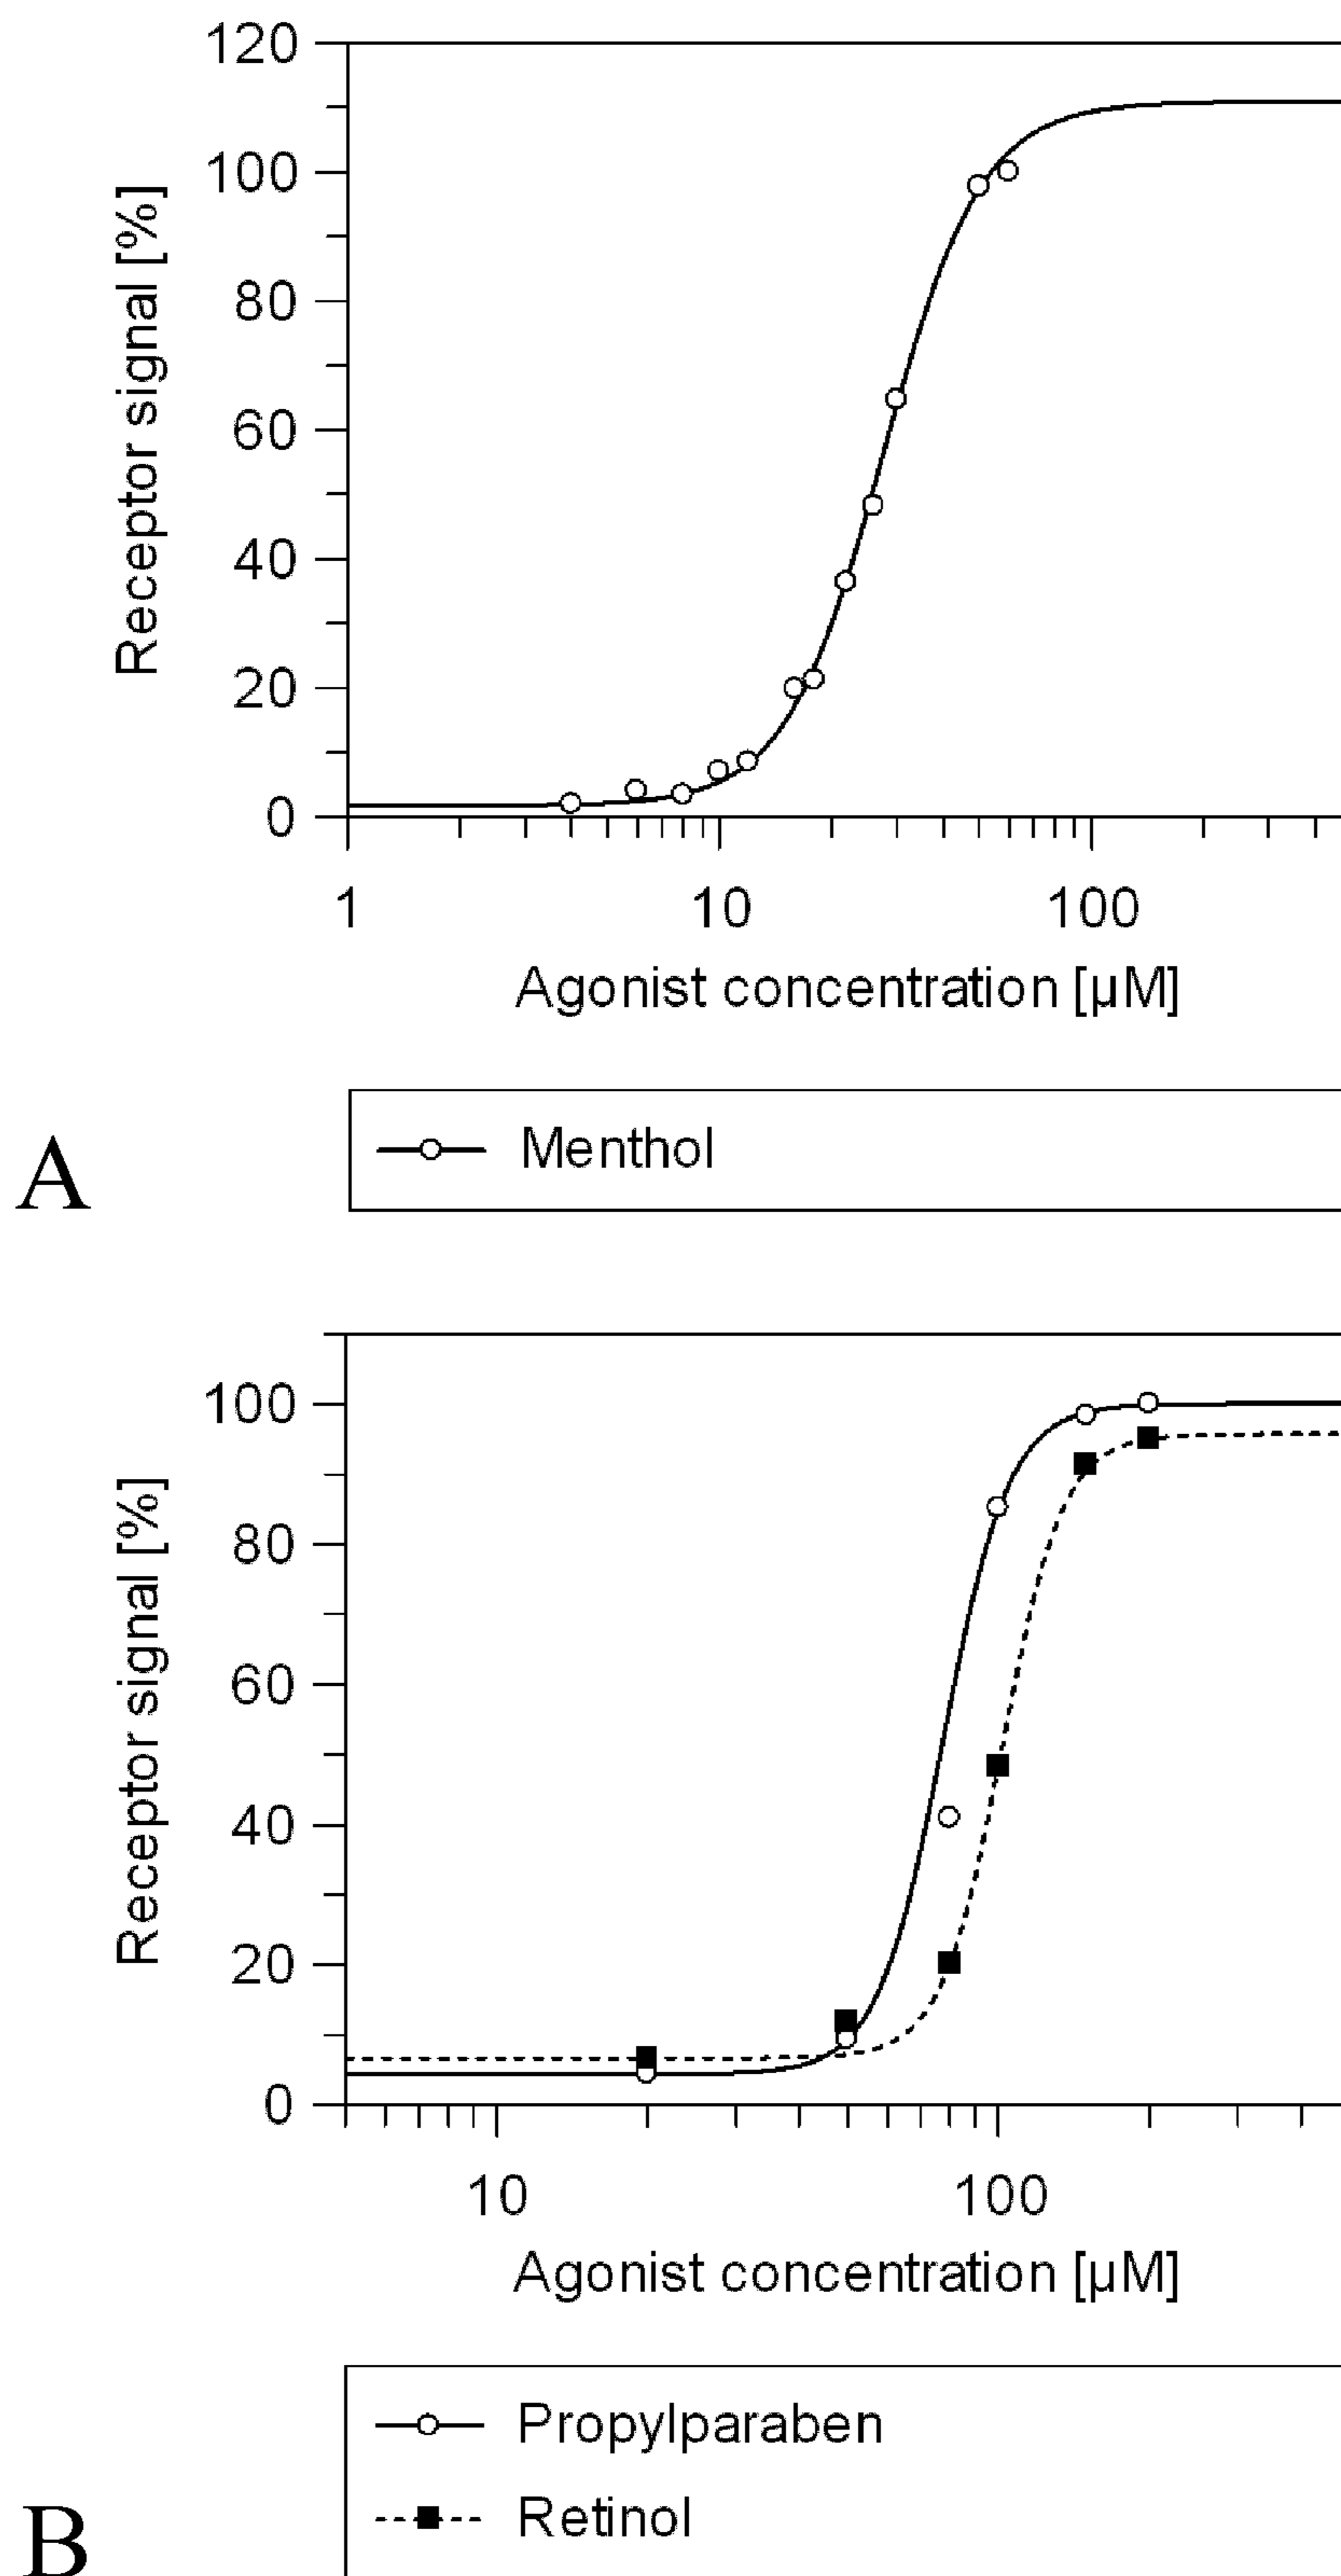 120
100
80
60
40
20
0
Receptor signal [%]
1 10 100
Agonist concentration [µM]
Menthol
A
100
80
60
40
20
0
Receptor signal [%]
10 100
Agonist concentration [µM]
Propylparaben
Retinol
B